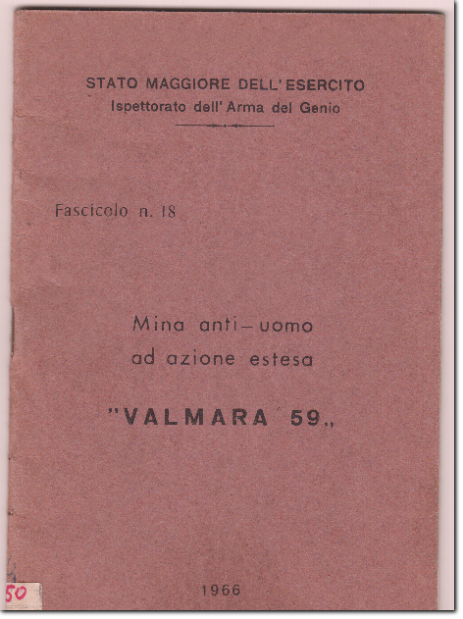 STATO MAGGIORE DELL'ESERCITO
Ispettorato dell'Arma del Genio
Fascicolo n. 18
Mina anti-uomo
ad azione estesa
"VALMARA 59„
50
1966